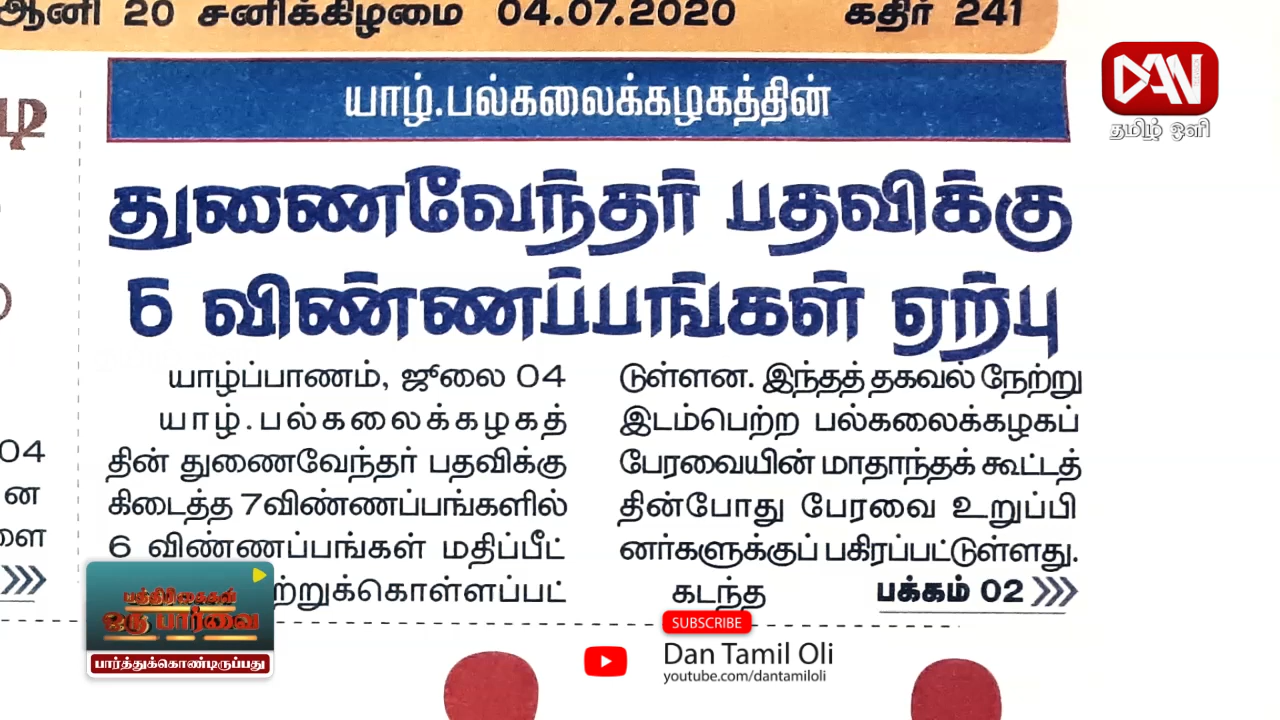 ஆனி 20 சனிக்கிழமை 04.07.2020 கதிர் 241
DAN
தமிழ் ஒளி
யாழ்.பல்கலைக்கழகத்தின்
துணைவேந்தர் பதவிக்கு
6 விண்ணப்பங்கள் ஏற்பு
யாழ்ப்பாணம், ஜூலை 04
யாழ்.பல்கலைக்கழகத்
தின் துணைவேந்தர் பதவிக்கு
கிடைத்த 7விண்ணப்பங்களில்
6 விண்ணப்பங்கள் மதிப்பீட்
ற்றுக்கொள்ளப்பட்
டுள்ளன. இந்தத் தகவல் நேற்று
இடம்பெற்ற பல்கலைக்கழகப்
பேரவையின் மாதாந்தக் கூட்டத்
தின்போது பேரவை உறுப்பி
னர்களுக்குப் பகிரப்பட்டுள்ளது.
கடந்த பக்கம் 02
டி
04
ன
ளை
பத்திரிகைகள்
ஒரு பார்வை
பார்த்துக்கொண்டிருப்பது
SUBSCRIBE
Dan Tamil Oli
youtube.com/dantamiloli